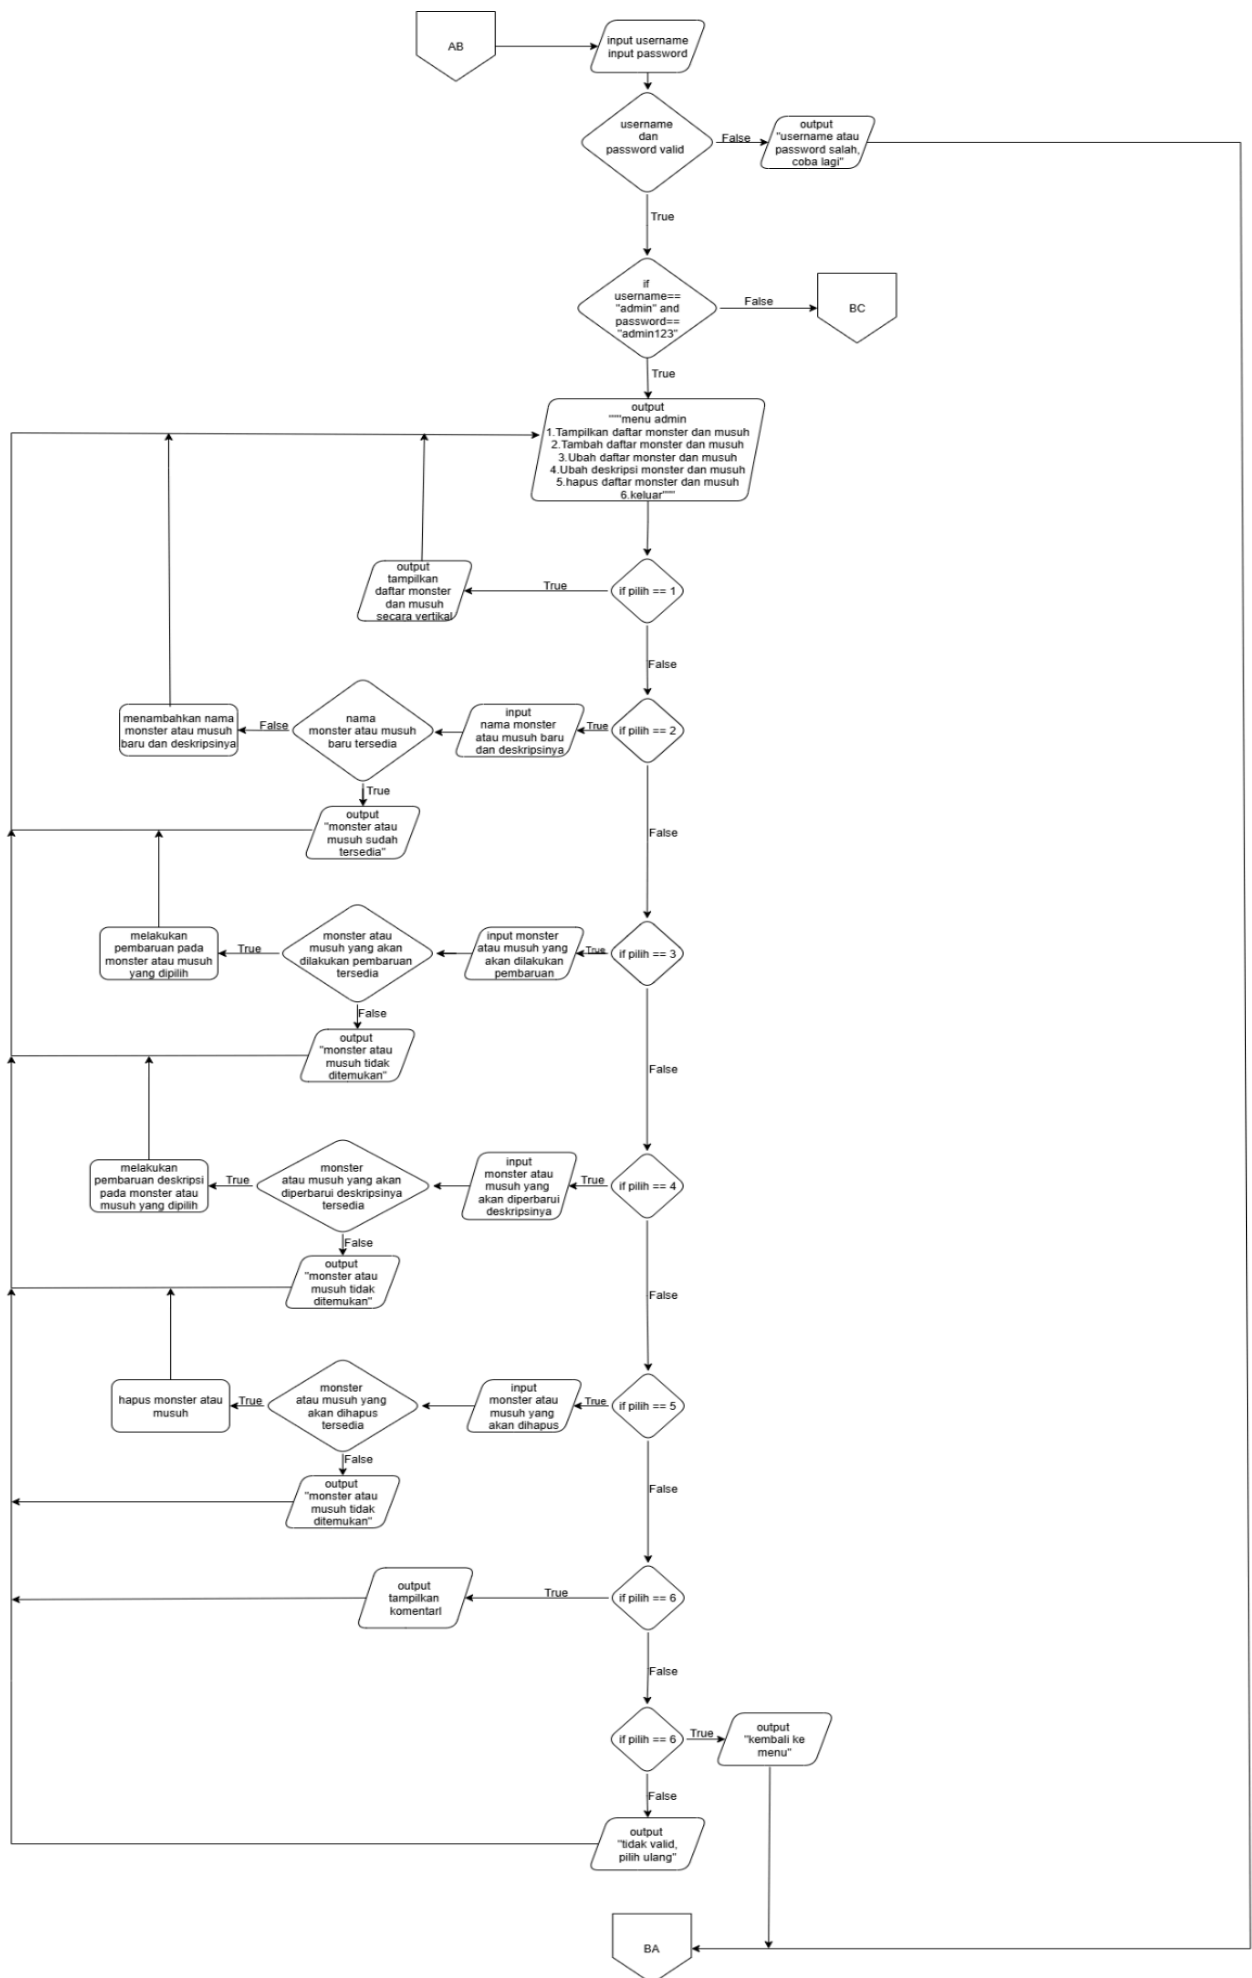 AB
input username
input password
username
dan
password valid
False
output
"username atau
password salah,
coba lagi"
True
if
username==
"admin" and
password==
"admin123"
False
BC
True
output
"""menu admin
1.Tampilkan daftar monster dan musuh
2.Tambah daftar monster dan musuh
3.Ubah daftar monster dan musuh
4.Ubah deskripsi monster dan musuh
5.hapus daftar monster dan musuh
6.keluar"""
if pilih == 1
True
output
tampilkan
daftar monster
dan musuh
secara vertikal
False
if pilih == 2
True
input
nama monster
atau musuh baru
dan deskripsinya
nama
monster atau musuh
baru tersedia
False
menambahkan nama
monster atau musuh
baru dan deskripsinya
True
output
"monster atau
musuh sudah
tersedia"
False
if pilih == 3
True
input monster
atau musuh yang
akan dilakukan
pembaruan
monster atau
musuh yang akan
dilakukan pembaruan
tersedia
True
melakukan
pembaruan pada
monster atau musuh
yang dipilih
False
output
"monster atau
musuh tidak
ditemukan"
False
if pilih == 4
True
input
monster atau
musuh yang
akan diperbarui
deskripsinya
monster
atau musuh yang akan
diperbarui deskripsinya
tersedia
True
melakukan
pembaruan deskripsi
pada monster atau
musuh yang dipilih
False
output
"monster atau
musuh tidak
ditemukan"
False
if pilih == 5
True
input
monster atau
musuh yang
akan dihapus
monster
atau musuh yang
akan dihapus
tersedia
True
hapus monster atau
musuh
False
output
"monster atau
musuh tidak
ditemukan"
False
if pilih == 6
True
output
tampilkan
komentarl
False
if pilih == 6
True
output
"kembali ke
menu"
False
output
"tidak valid,
pilih ulang"
BA